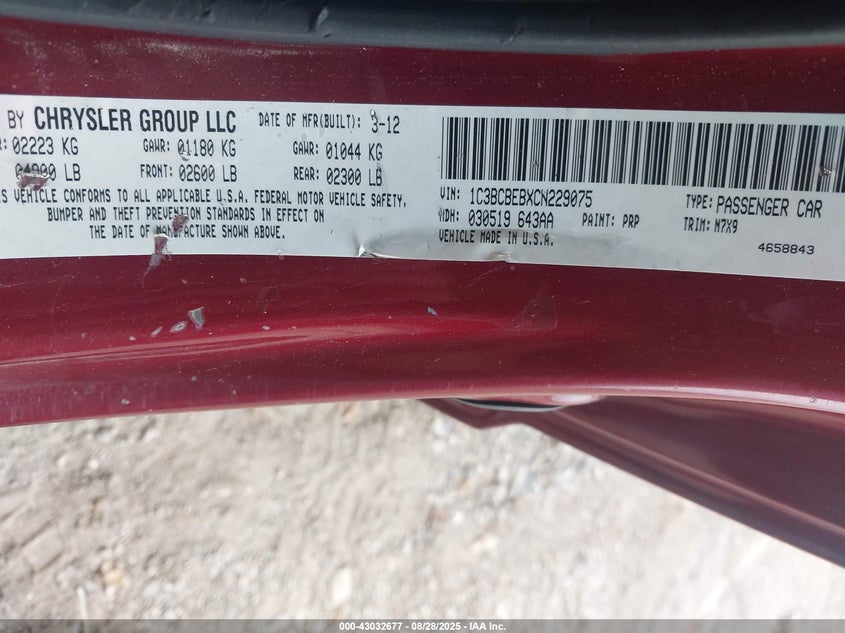 BY CHRYSLER GROUP LLC DATE OF MFR(BUILT): 3-12
02223 KG GAWR: 01180 KG GAWR: 01044 KG
LB FRONT: 02600 LB REAR: 02300 LB
VEHICLE CONFORMS TO ALL APPLICABLE U.S.A. FEDERAL MOTOR VEHICLE SAFETY,
BUMPER AND THEFT PREVENTION STANDARDS IN EFFECT ON
THE DATE OF MANUFACTURE SHOWN ABOVE.
VIN: 1C3BCBEBXCN229075 TYPE: PASSENGER CAR
MDH: 030519 643AA PAINT: PRP TRIM: N7X9
VEHICLE MADE IN U.S.A. 4658843
000-43032677 - 08/28/2025 - IAA Inc.